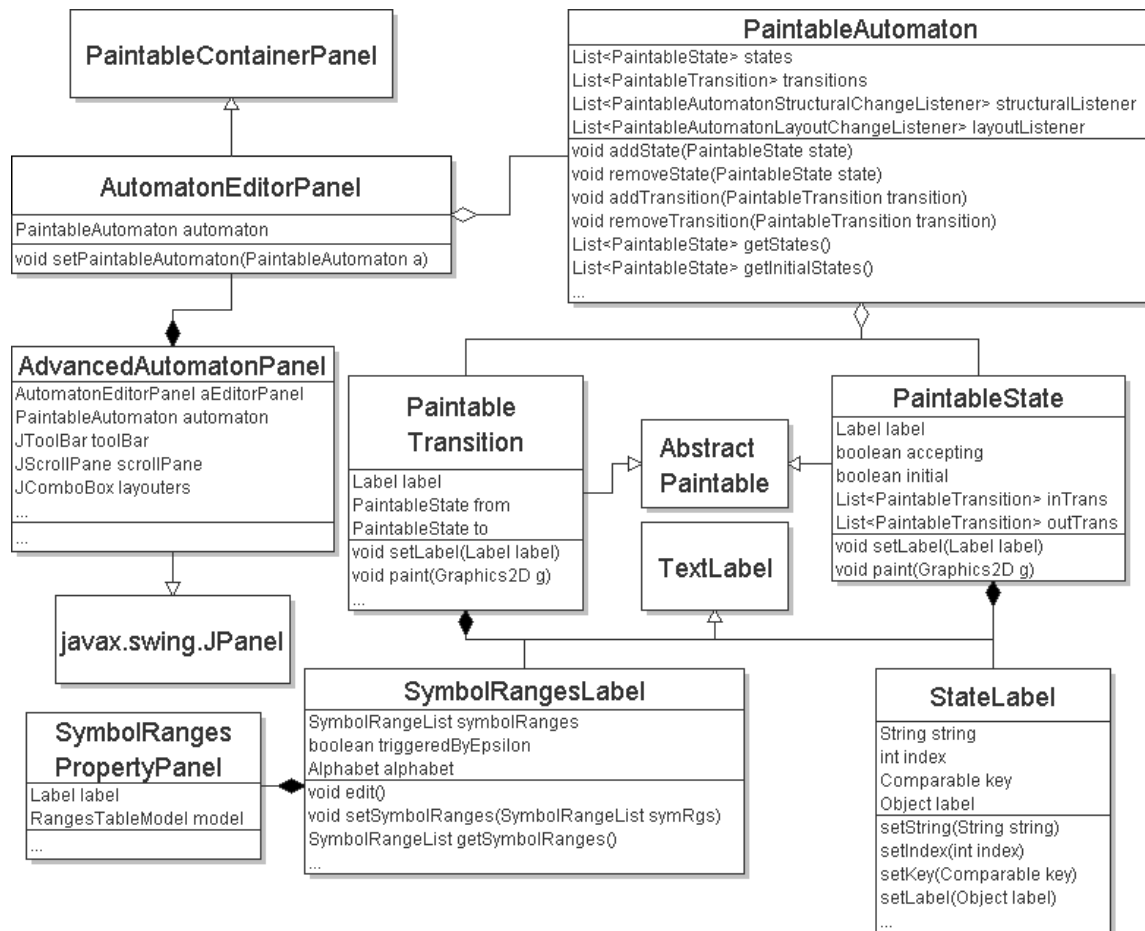 PaintableContainerPanel
PaintableAutomaton
List<PaintableState> states
List<PaintableTransition> transitions
List<PaintableAutomatonStructuralChangeListener> structuralListener
List<PaintableAutomatonLayoutChangeListener> layoutListener
void addState(PaintableState state)
void removeState(PaintableState state)
void addTransition(PaintableTransition transition)
void removeTransition(PaintableTransition transition)
List<PaintableState> getStates()
List<PaintableState> getInitialStates()
...
AutomatonEditorPanel
PaintableAutomaton automaton
void setPaintableAutomaton(PaintableAutomaton a)
AdvancedAutomatonPanel
AutomatonEditorPanel aEditorPanel
PaintableAutomaton automaton
JToolBar toolBar
JScrollPane scrollPane
JComboBox layouters
...
...
Paintable
Transition
Label label
PaintableState from
PaintableState to
void setLabel(Label label)
void paint(Graphics2D g)
...
Abstract
Paintable
PaintableState
Label label
boolean accepting
boolean initial
List<PaintableTransition> inTrans
List<PaintableTransition> outTrans
void setLabel(Label label)
void paint(Graphics2D g)
...
TextLabel
javax.swing.JPanel
SymbolRanges
PropertyPanel
Label label
RangesTableModel model
...
SymbolRangesLabel
SymbolRangeList symbolRanges
boolean triggeredByEpsilon
Alphabet alphabet
void edit()
void setSymbolRanges(SymbolRangeList symRgs)
SymbolRangeList getSymbolRanges()
...
StateLabel
String string
int index
Comparable key
Object label
setString(String string)
setIndex(int index)
setKey(Comparable key)
setLabel(Object label)
...